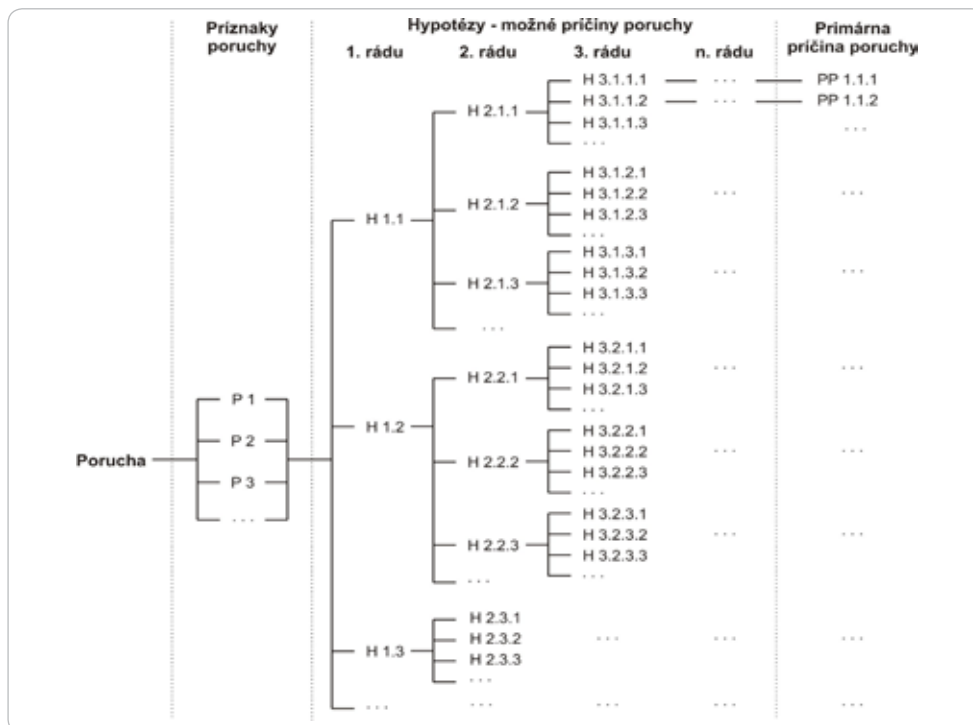 Príznaky poruchy
Hypotézy - možné príčiny poruchy
Primárna príčina poruchy
1. rádu 2. rádu 3. rádu n. rádu
H 3.1.1.1 · · · PP 1.1.1
H 3.1.1.2 · · · PP 1.1.2
H 2.1.1
H 3.1.1.3 · · ·
· · ·
H 3.1.2.1
H 3.1.2.2 · · · · · ·
H 2.1.2
H 3.1.2.3
H 1.1
· · ·
H 3.1.3.1
H 3.1.3.2 · · · · · ·
H 2.1.3
H 3.1.3.3
· · ·
· · ·
H 3.2.1.1
H 3.2.1.2 · · · · · ·
H 2.2.1
H 3.2.1.3
P 1
· · ·
H 1.2
H 3.2.2.1
P 2
H 3.2.2.2 · · · · · ·
Porucha
H 2.2.2
H 3.2.2.3
P 3
· · ·
H 3.2.3.1
· · ·
H 3.2.3.2 · · · · · ·
H 2.2.3
H 3.2.3.3
· · · · · ·
H 2.3.1
H 2.3.2 · · · · · · · · ·
H 1.3
H 2.3.3
· · ·
· · · · · · · · · · · · · · ·